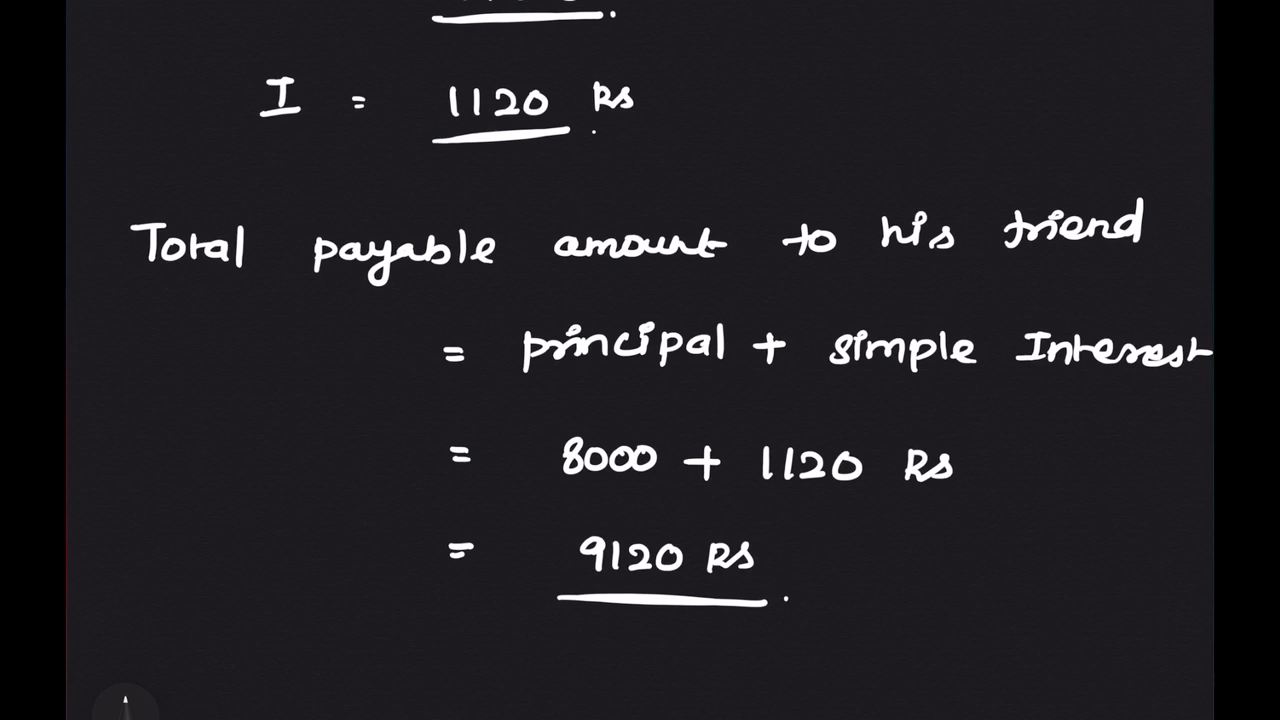 I = 1120 Rs
Total payable amount to his friend
= principal + simple Interest
= 8000 + 1120 Rs
= 9120 Rs